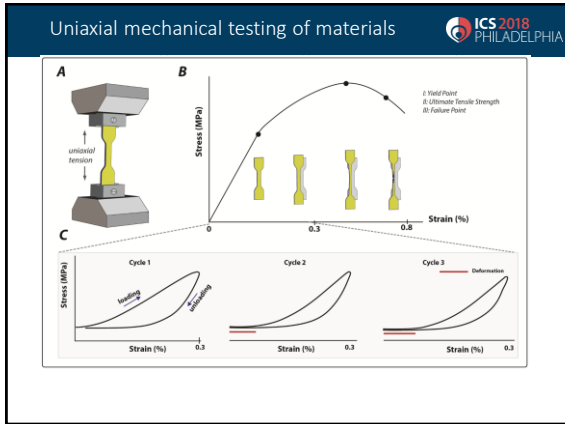 Uniaxial mechanical testing of materials
ICS 2018
PHILADELPHIA
A
uniaxial
tension
B
Stress (MPa)
I: Yield Point
II: Ultimate Tensile Strength
III: Failure Point
0
0.3
0.8
Strain (%)
C
Cycle 1
Stress (MPa)
loading
unloading
Strain (%)
0.3
Cycle 2
Strain (%)
0.3
Cycle 3
Deformation
Strain (%)
0.3